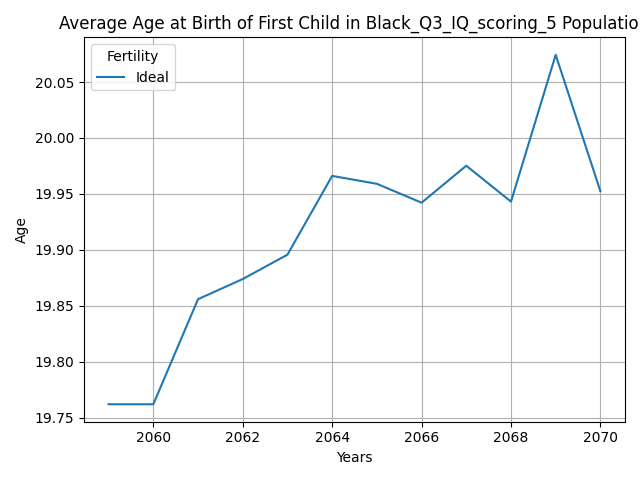 Average Age at Birth of First Child in Black_Q3_IQ_scoring_5 Populatio
Fertility
Ideal
20.05
20.00
19.95
19.90
19.85
19.80
19.75
Age
2060 2062 2064 2066 2068 2070
Years